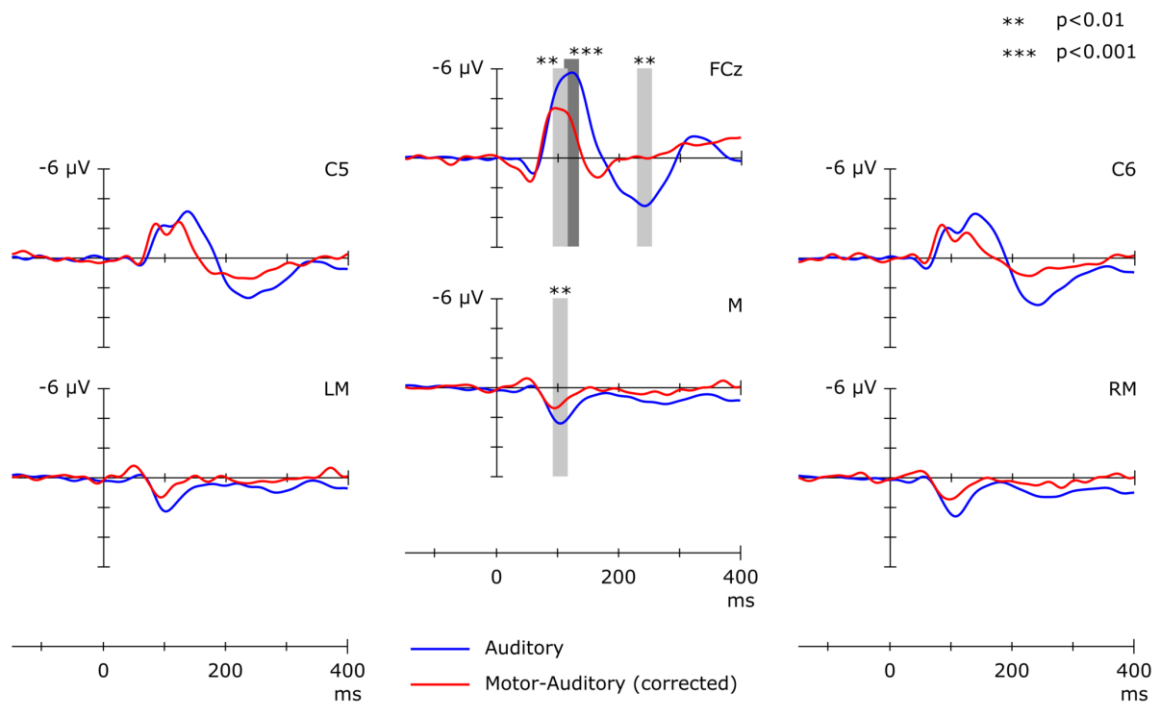 ** p<0.01
*** p<0.001
** *** **
-6 µV FCz
-6 µV C5
-6 µV C6
**
-6 µV M
-6 µV LM
-6 µV RM
0 200 400
ms
0 200 400
ms
0 200 400
ms
Auditory
Motor-Auditory (corrected)